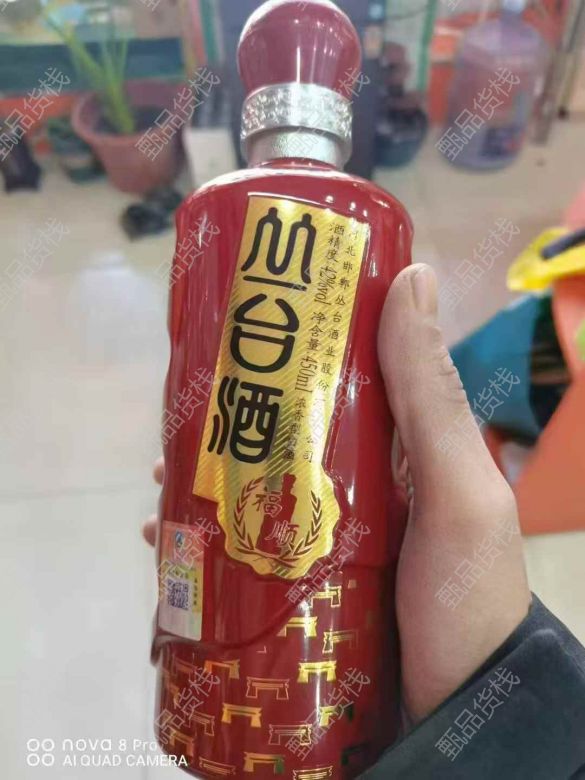 丛台酒
河北邯郸丛台酒业股份有限公司
酒精度:42%vol 净含量:450ml
浓香型白酒
福顺
nova 8 Pro
AI QUAD CAMERA
甄品货栈